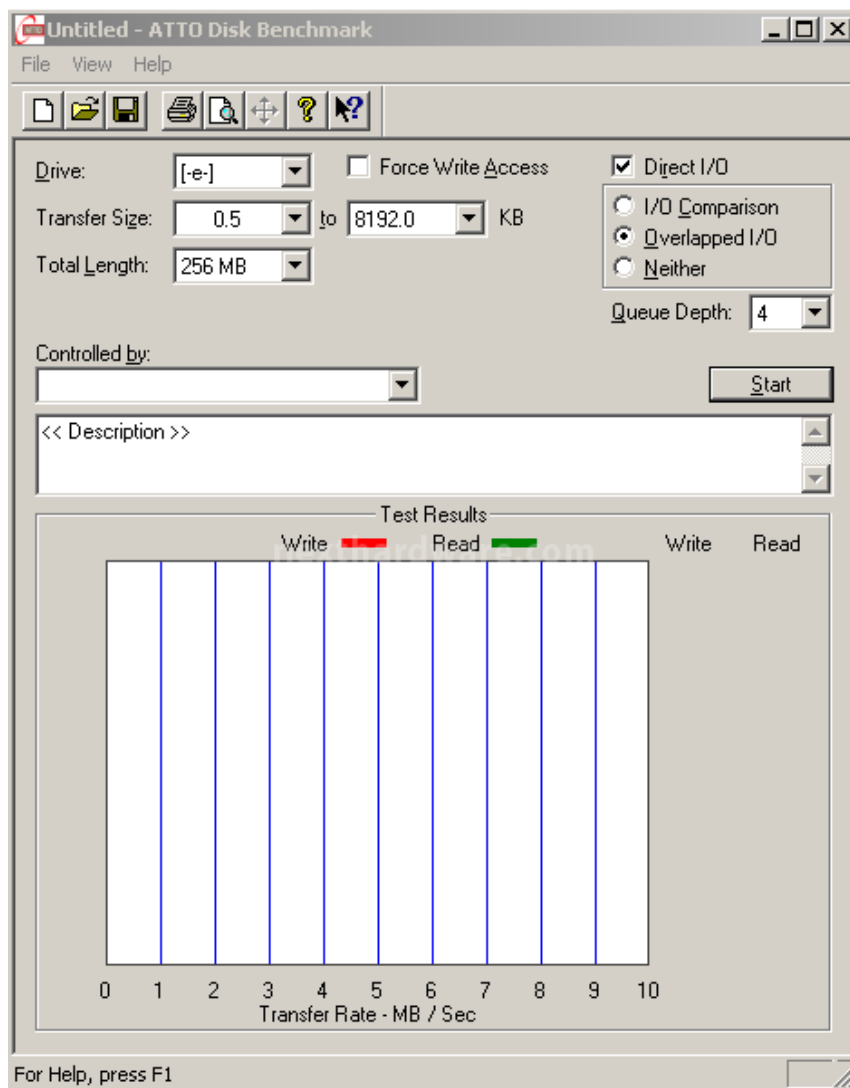 Untitled - ATTO Disk Benchmark
File View Help
Drive: [-e-] Force Write Access Direct I/O
Transfer Size: 0.5 to 8192.0 KB
I/O Comparison
Overlapped I/O
Neither
Total Length: 256 MB
Queue Depth: 4
Controlled by:
Start
<< Description >>
Test Results
Write Read Write Read
nexthardware.com
0 1 2 3 4 5 6 7 8 9 10
Transfer Rate - MB / Sec
For Help, press F1